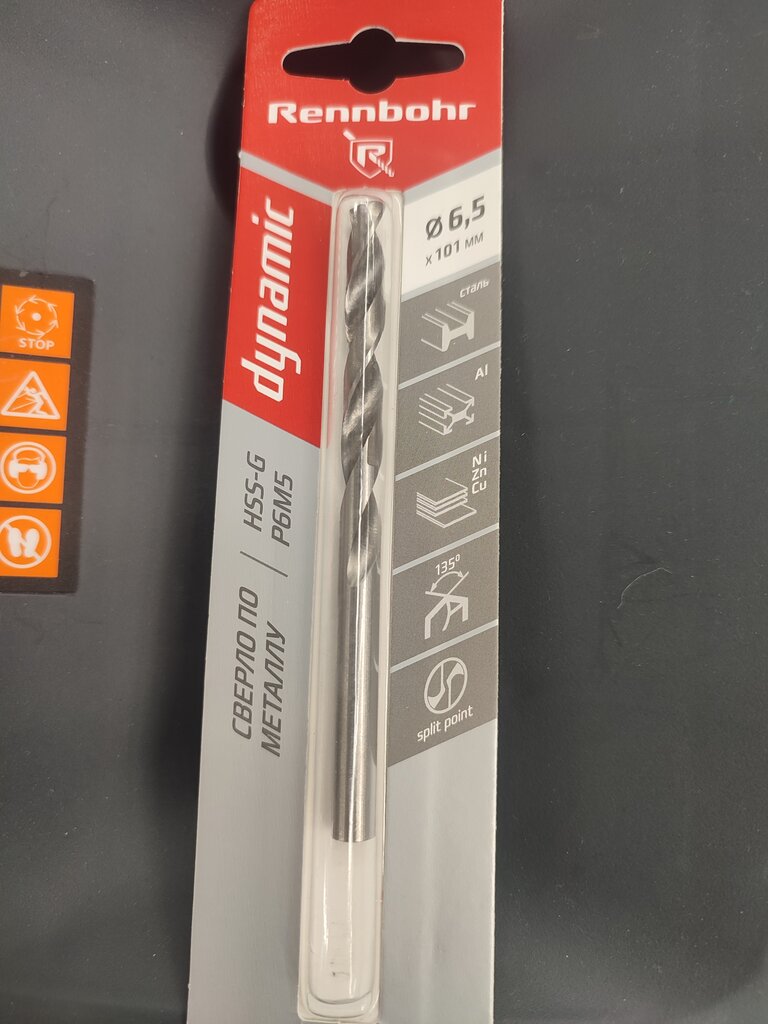 Rennbohr
R
dynamic
Ø 6,5
x 101 мм
сталь
Al
Ni
Zn
Cu
135°
split point
СВЕРЛО ПО
МЕТАЛЛУ
HSS-G
Р6М5
STOP